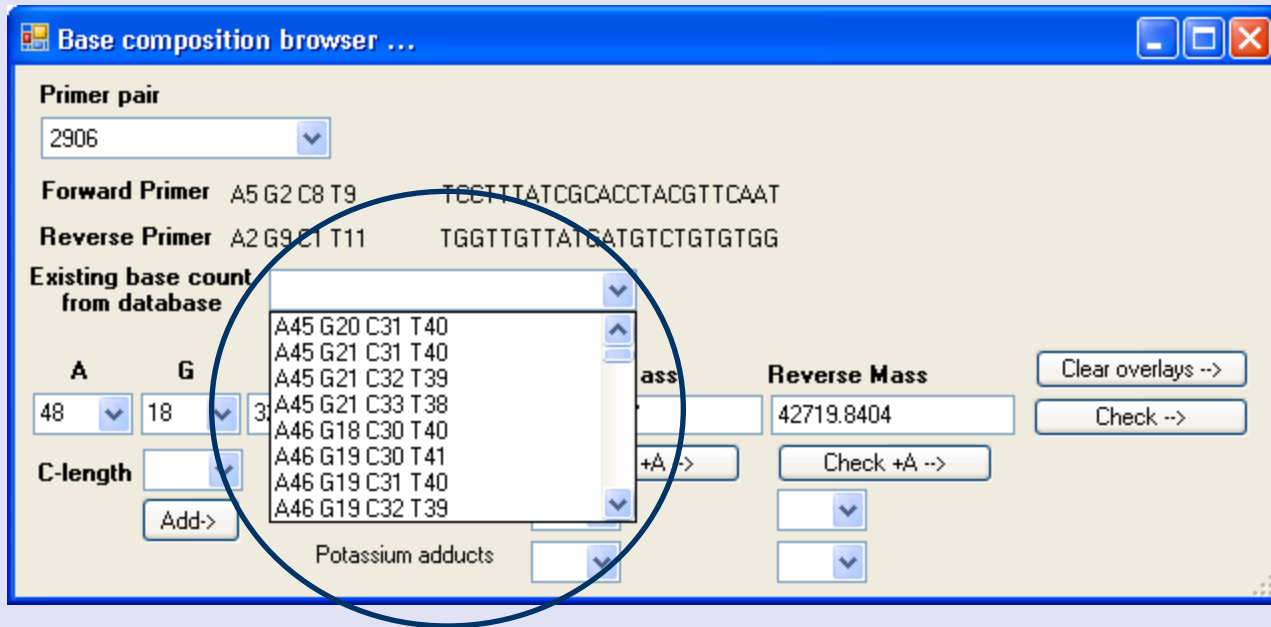 Base composition browser ...
Primer pair
2906
Forward Primer A5 G2 C8 T9 TCCTTTATCGCACCTACGTTCAAT
Reverse Primer A2 G9 C1 T11 TGGTTGTTATGATGTCTGTGTGG
Existing base count
from database
A45 G20 C31 T40
A45 G21 C31 T40
A45 G21 C32 T39
A45 G21 C33 T38
A46 G18 C30 T40
A46 G19 C30 T41
A46 G19 C31 T40
A46 G19 C32 T39
A G ass Reverse Mass Clear overlays -->
48 18 42719.8404 Check -->
C-length +A --> Check +A -->
Add->
Potassium adducts